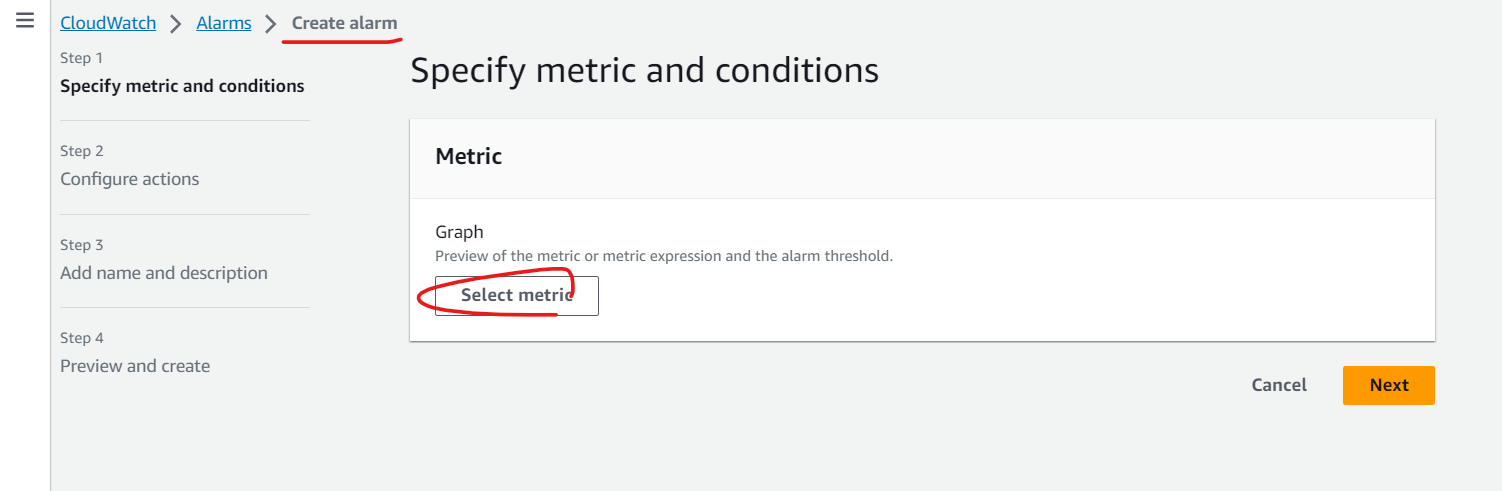 CloudWatch > Alarms > Create alarm
Step 1
Specify metric and conditions
Step 2
Configure actions
Step 3
Add name and description
Step 4
Preview and create
Specify metric and conditions
Metric
Graph
Preview of the metric or metric expression and the alarm threshold.
Select metric
Cancel
Next